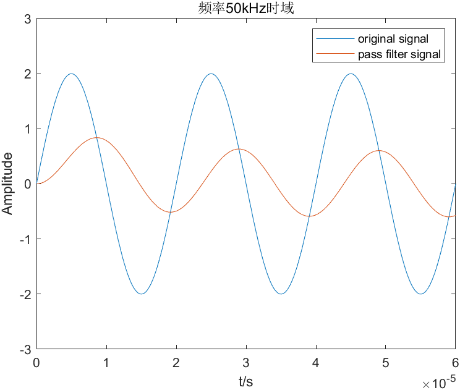 频率50kHz时域
original signal
pass filter signal
3
2
1
0
-1
-2
-3
Amplitude
0 1 2 3 4 5 6
t/s
×10-5